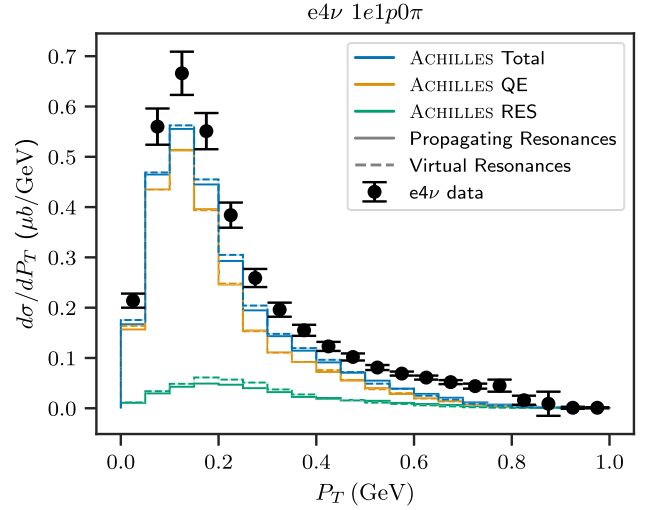 e4ν 1e1p0π
ACHILLES Total
ACHILLES QE
ACHILLES RES
Propagating Resonances
Virtual Resonances
e4ν data
dσ/dP_T (μb/GeV)
0.7
0.6
0.5
0.4
0.3
0.2
0.1
0.0
0.0 0.2 0.4 0.6 0.8 1.0
P_T (GeV)